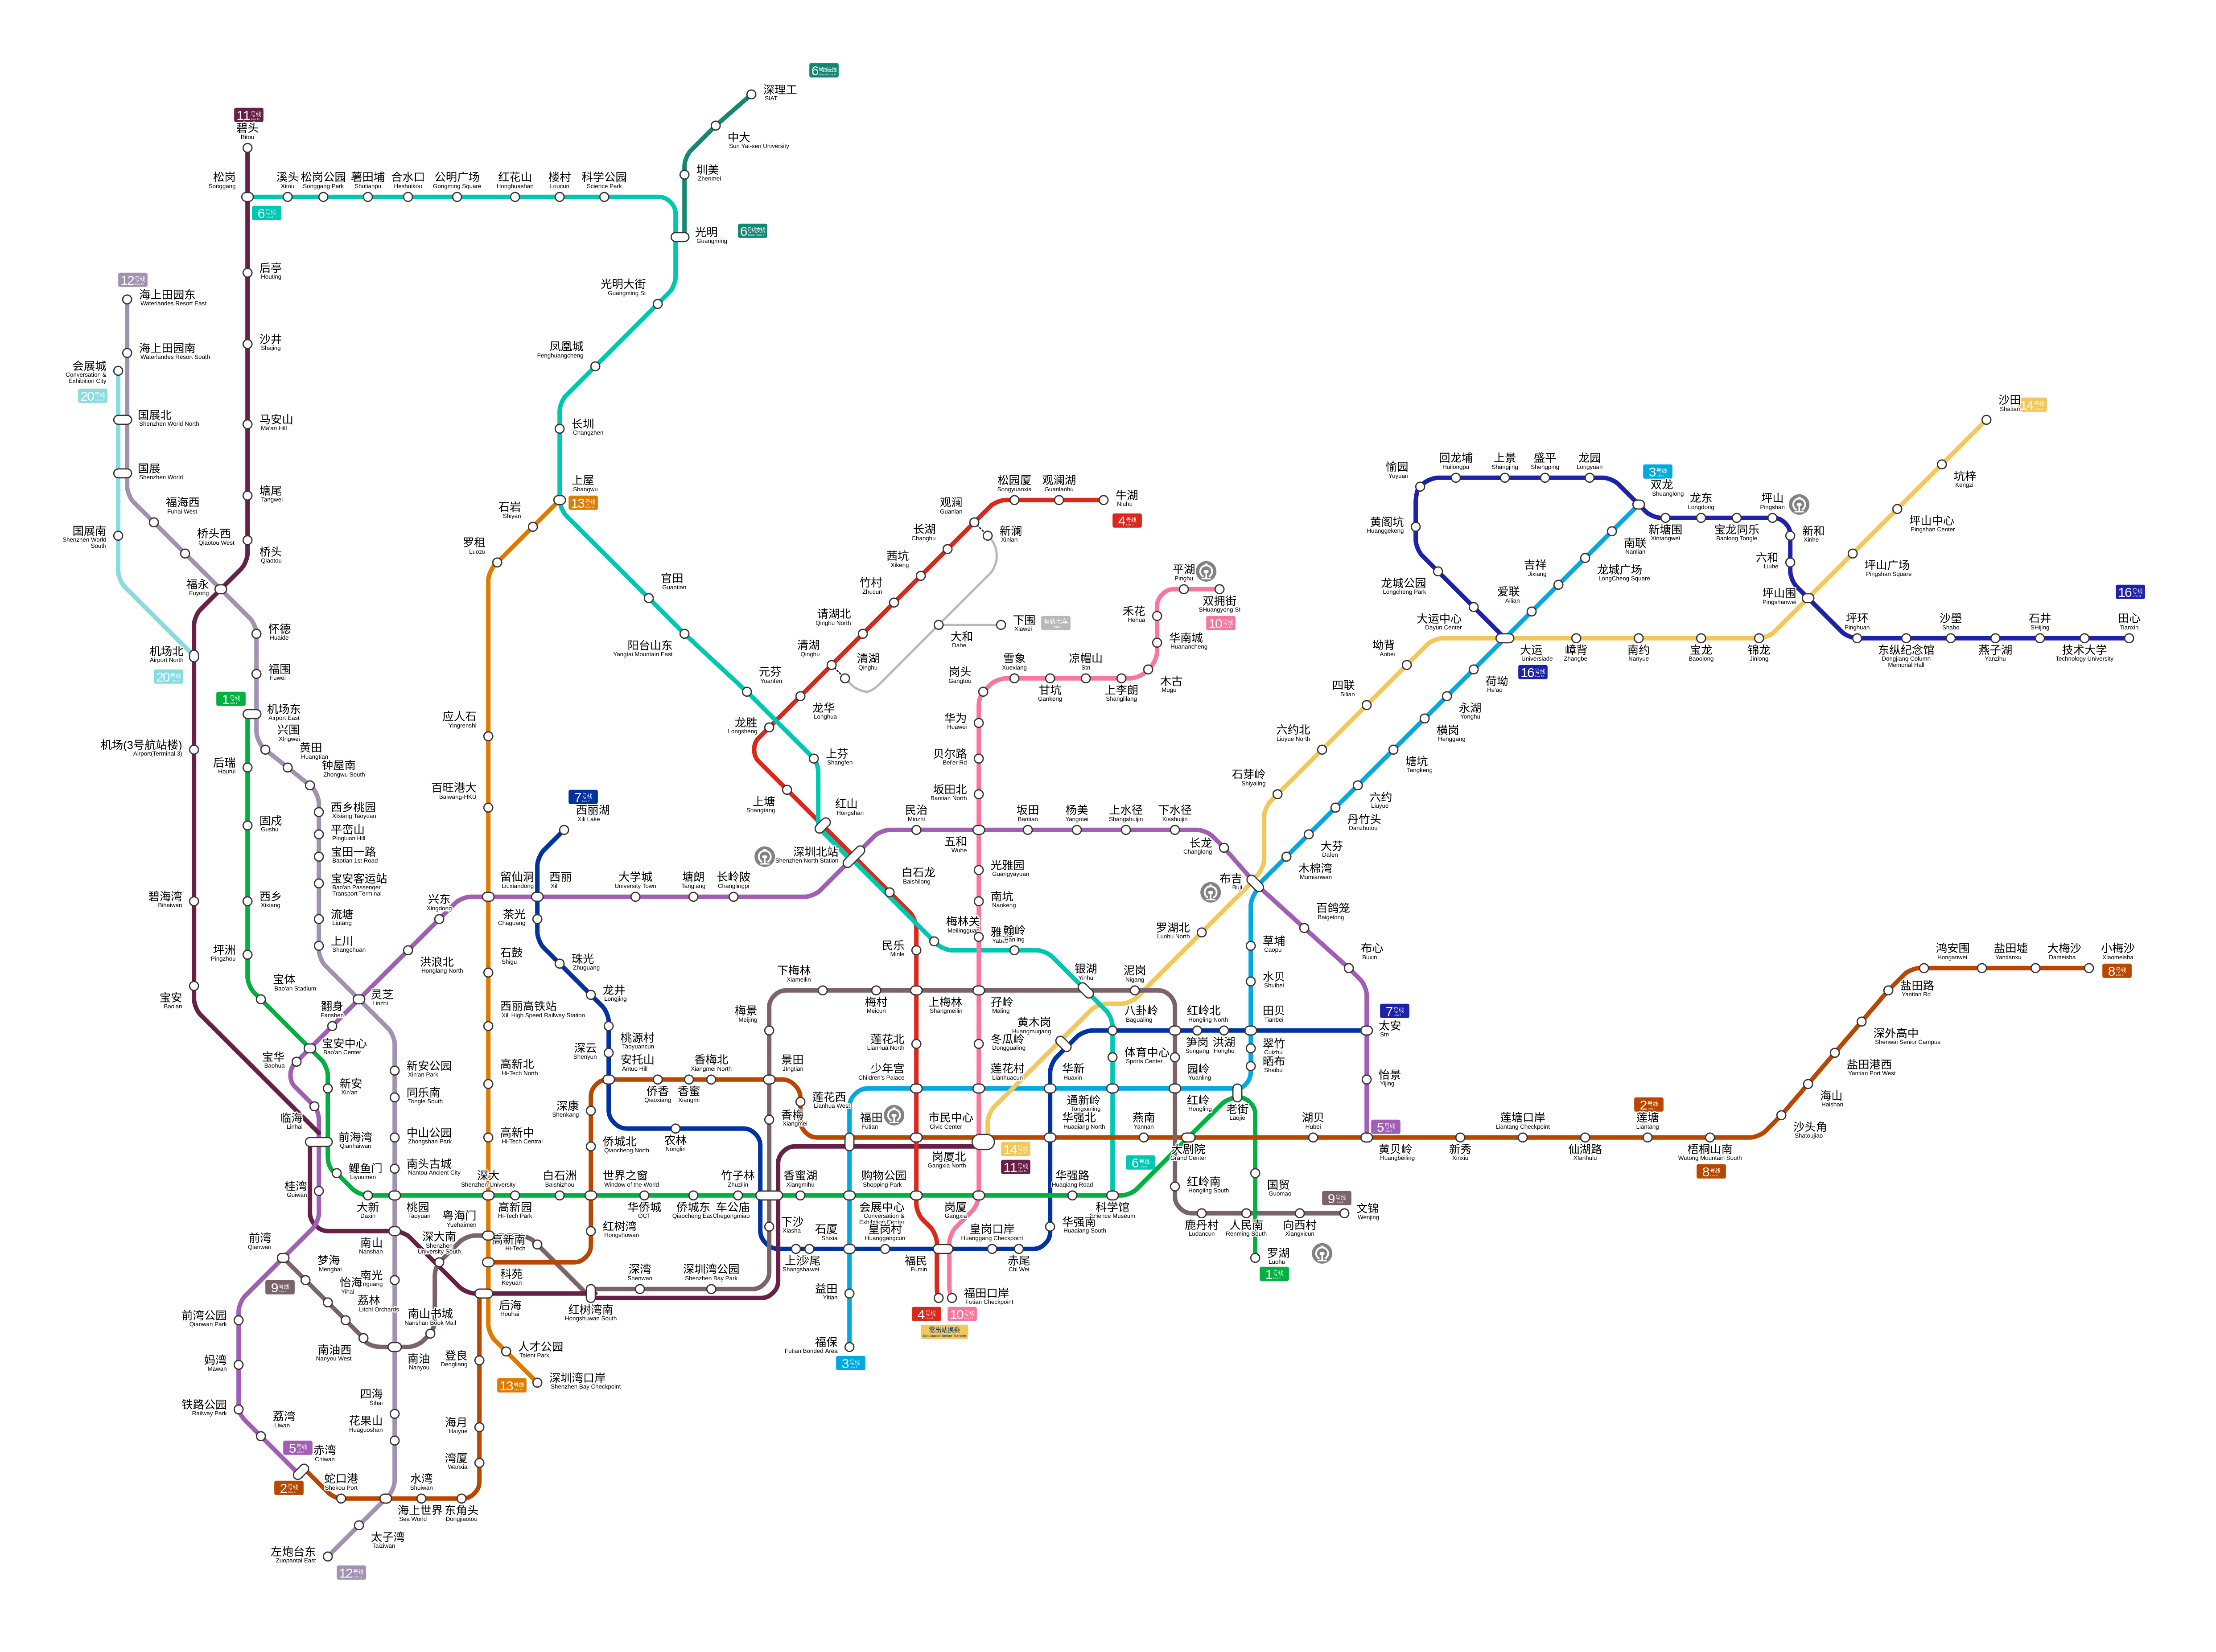 6号线支线
深理工
SIAT
中大
Sun Yat-sen University
圳美
Zhenmei
6号线支线
光明
Guangming
11号线
碧头
Bitou
松岗
Songgang
6号线
溪头
Xitou
松岗公园
Songgang Park
薯田埔
Shutianpu
合水口
Heshuikou
公明广场
Gongming Square
红花山
Honghuashan
楼村
Loucun
科学公园
Science Park
光明大街
Guangming St
凤凰城
Fenghuangcheng
长圳
Changzhen
上屋
Shangwu
13号线
官田
Guantian
阳台山东
Yangtai Mountain East
元芬
Yuanfen
上芬
Shangfen
红山
Hongshan
后亭
Houting
沙井
Shajing
马安山
Ma'an Hill
塘尾
Tangwei
桥头
Qiaotou
福永
Fuyong
12号线
海上田园东
Waterlandes Resort East
海上田园南
Waterlandes Resort South
会展城
Conversation &
Exhibition City
20号线
国展北
Shenzhen World North
国展
Shenzhen World
国展南
Shenzhen World
South
福海西
Fuhai West
桥头西
Qiaotou West
机场北
Airport North
20号线
怀德
Huaide
福围
Fuwei
1号线
机场东
Airport East
兴围
Xingwei
黄田
Huangtian
钟屋南
Zhongwu South
西乡桃园
Xixiang Taoyuan
平峦山
Pingluan Hill
宝田一路
Baotian 1st Road
宝安客运站
Bao'an Passenger
Transport Terminal
流塘
Liutang
上川
Shangchuan
灵芝
Linzhi
机场(3号航站楼)
Airport(Terminal 3)
碧海湾
Bihaiwan
宝安
Bao'an
后瑞
Hourui
固戍
Gushu
西乡
Xixiang
坪洲
Pingzhou
宝体
Bao'an Stadium
宝安中心
Bao'an Center
新安
Xin'an
翻身
Fanshen
宝华
Baohua
临海
Linhai
前海湾
Qianhaiwan
鲤鱼门
Liyuumen
大新
Daxin
桃园
Taoyuan
桂湾
Guiwan
前湾
Qianwan
9号线
前湾公园
Qianwan Park
妈湾
Mawan
铁路公园
Railway Park
荔湾
Liwan
5号线
赤湾
Chiwan
2号线
蛇口港
Shekou Port
海上世界
Sea World
水湾
Shuiwan
东角头
Dongjiaotou
湾厦
Wanxia
海月
Haiyue
登良
Dengliang
后海
Houhai
科苑
Keyuan
太子湾
Taiziwan
左炮台东
Zuopaotai East
12号线
四海
Sihai
花果山
Huaguoshan
南油
Nanyou
南油西
Nanyou West
梦海
Menghai
怡海
Yihai
荔林
Litchi Orchards
南光
南山书城
Nanshan Book Mall
深大南
Shenzhen
University South
粤海门
Yuehaimen
高新南
Hi-Tech
南山
Nanshan
新安公园
Xin'an Park
同乐南
Tongle South
中山公园
Zhongshan Park
南头古城
Nantou Ancient City
石岩
Shiyan
罗租
Luozu
应人石
Yingrenshi
百旺港大
Baiwang-HKU
留仙洞
Liuxiandong
石鼓
Shigu
西丽高铁站
Xili High Speed Railway Station
高新北
Hi-Tech North
高新中
Hi-Tech Central
深大
Shenzhen University
高新园
Hi-Tech Park
人才公园
Talent Park
深圳湾口岸
Shenzhen Bay Checkpoint
13号线
7号线
西丽湖
Xili Lake
西丽
Xili
茶光
Chaguang
珠光
Zhuguang
龙井
Longjing
桃源村
Taoyuancun
深云
Shenyun
安托山
Antuo Hill
农林
Nonglin
兴东
Xingdong
洪浪北
Honglang North
大学城
University Town
塘朗
Tanglang
长岭陂
Changlingpi
深圳北站
Shenzhen North Station
民治
Minzhi
五和
Wuhe
坂田
Bantian
杨美
Yangmei
上水径
Shangshuijin
下水径
Xiashuijin
长龙
Changlong
布吉
Buji
百鸽笼
Baigelong
布心
Buxin
太安
Stn
7号线
怡景
Yijing
5号线
黄贝岭
Huangbeiling
侨香
Qiaoxiang
香蜜
Xiangmi
香梅北
Xiangmei North
景田
Jingtian
莲花西
Lianhua West
深康
Shenkang
侨城北
Qiaocheng North
世界之窗
Window of the World
红树湾
Hongshuwan
红树湾南
Hongshuwan South
深湾
Shenwan
深圳湾公园
Shenzhen Bay Park
白石洲
Baishizhou
华侨城
OCT
侨城东
Qiaocheng East
竹子林
Zhuzilin
车公庙
Chegongmiao
香蜜湖
Xiangmihu
购物公园
Shopping Park
会展中心
Conversation &
Exhibition Center
岗厦
Gangxia
华强路
Huaqiang Road
科学馆
Science Museum
下沙
Xiasha
上沙
Shangsha
沙尾
石厦
Shixia
皇岗村
Huanggangcun
福民
Fumin
皇岗口岸
Huanggang Checkpoint
赤尾
Chi Wei
华强南
Huaqiang South
华强北
Huaqiang North
益田
Yitian
福保
Futian Bonded Area
3号线
4号线
10号线
需出站换乘
福田口岸
Futian Checkpoint
福田
Futian
市民中心
Civic Center
岗厦北
Gangxia North
14号线
11号线
少年宫
Children's Palace
莲花村
Lianhuacun
华新
Huaxin
通新岭
Tongxinling
红岭
Hongling
老街
Laojie
莲花北
Lianhua North
上梅林
Shangmeilin
民乐
Minle
白石龙
Baishilong
下梅林
Xiameilin
梅村
Meicun
梅景
Meijing
香梅
Xiangmei
孖岭
Maling
冬瓜岭
Donggualing
梅林关
Meilinguan
雅宝
翰岭
Hanling
南坑
Nankeng
光雅园
Guangyayuan
银湖
Yinhu
泥岗
Nigang
黄木岗
Huangmugang
八卦岭
Bagualing
体育中心
Sports Center
红岭北
Hongling North
笋岗
Sungang
洪湖
Honghu
田贝
Tianbei
园岭
Yuanling
翠竹
Cuizhu
晒布
Shaibu
水贝
Shuibei
草埔
Caopu
罗湖北
Luohu North
燕南
Yannan
大剧院
Grand Center
6号线
湖贝
Hubei
国贸
Guomao
罗湖
Luohu
1号线
红岭南
Hongling South
鹿丹村
Ludancun
人民南
Renming South
向西村
Xiangxicun
文锦
Wenjing
9号线
新秀
Xinxiu
莲塘口岸
Liantang Checkpoint
仙湖路
Xianhulu
2号线
莲塘
Liantang
梧桐山南
Wutong Mountain South
8号线
沙头角
Shatoujiao
海山
Haishan
盐田港西
Yantian Port West
深外高中
Shenwai Senior Campus
盐田路
Yantian Rd
鸿安围
Honganwei
盐田墟
Yantianxu
大梅沙
Dameisha
小梅沙
Xiaomeisha
8号线
松园厦
Songyuanxia
观澜湖
Guanlanhu
牛湖
Niuhu
4号线
观澜
Guanlan
新澜
Xinlan
长湖
Changhu
茜坑
Xikeng
竹村
Zhucun
请湖北
Qinghu North
清湖
Qinghu
清湖
Qinghu
大和
Dahe
下围
Xiawei
有轨电车
龙华
Longhua
龙胜
Longsheng
上塘
Shangtang
平湖
Pinghu
双拥街
SHuangyong St
10号线
禾花
Hehua
华南城
Huanancheng
木古
Mugu
上李朗
Shanglilang
凉帽山
Stn
甘坑
Gankeng
雪象
Xuexiang
岗头
Gangtou
华为
Huawei
贝尔路
Bei'er Rd
坂田北
Bantian North
石芽岭
Shiyaling
六约北
Liuyue North
四联
Silian
坳背
Aobei
大运中心
Dayun Center
大运
Universiade
16号线
嶂背
Zhangbei
南约
Nanyue
宝龙
Baoolong
锦龙
Jinlong
坪山围
Pingshanwei
坪山广场
Pingshan Square
坪山中心
Pingshan Center
坑梓
Kengzi
沙田
Shatian
14号线
木棉湾
Mumianwan
大芬
Dafen
丹竹头
Danzhutou
六约
Liuyue
塘坑
Tangkeng
横岗
Henggang
永湖
Yonghu
荷坳
He'ao
爱联
Ailian
吉祥
Jixiang
龙城广场
LongCheng Square
南联
Nanlian
双龙
Shuanglong
3号线
龙城公园
Longcheng Park
黄阁坑
Huanggekeng
愉园
Yuyuan
回龙埔
Huilongpu
上景
Shangjing
盛平
Shengping
龙园
Longyuan
新塘围
Xintangwei
龙东
Longdong
宝龙同乐
Baolong Tongle
坪山
Pingshan
新和
Xinhe
六和
Liuhe
坪环
Pinghuan
东纵纪念馆
Dongjiang Column
Memorial Hall
沙壆
Shabo
燕子湖
Yanzihu
石井
SHijing
技术大学
Technology University
田心
Tianxin
16号线